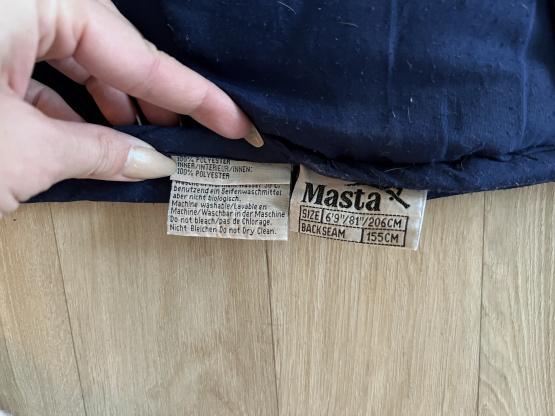 100% POLYESTER
INNER/INTERIEUR/INNEN:
100% POLYESTER
benutzend ein Seifenwaschmittel
aber nicht biologisch.
Machine washable/Lavable en
Machine/Waschbar in der Maschine
Do not bleach/pas de Chlorage.
Nicht Bleichen Do not Dry Clean.
Masta
SIZE 6'9"/81"/206CM
BACKSEAM 155CM